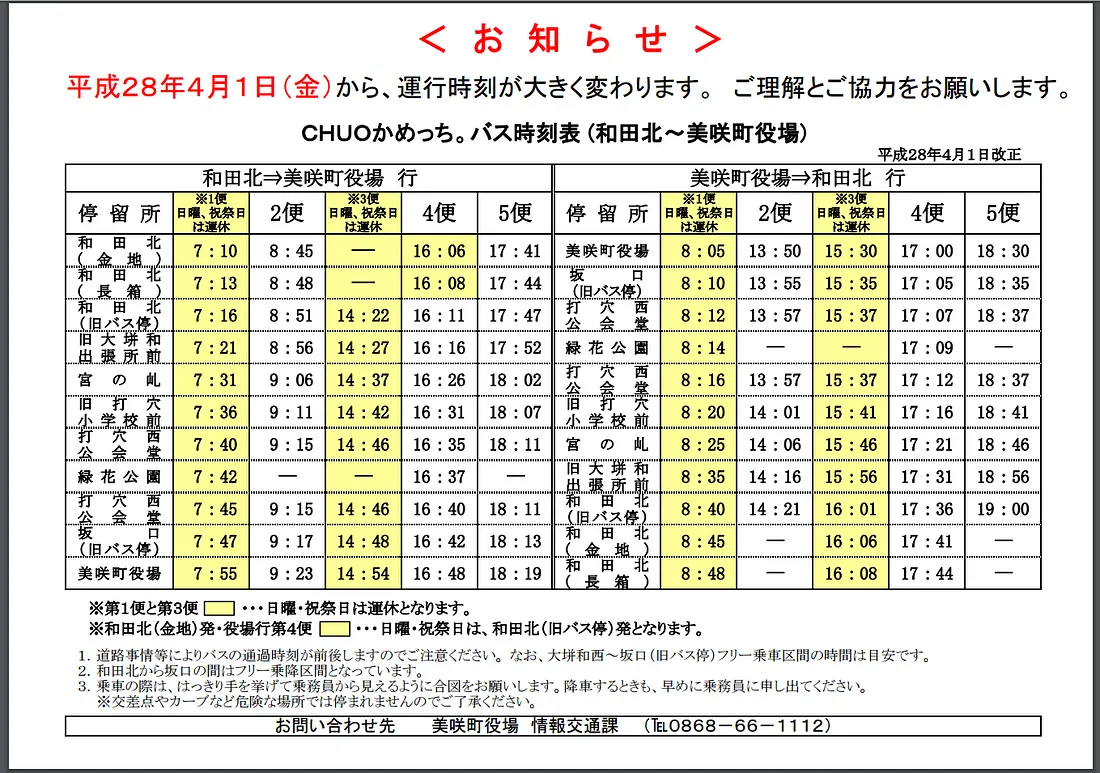 ＜ お 知 ら せ ＞
平成２８年４月１日（金）から、運行時刻が大きく変わります。 ご理解とご協力をお願いします。
ＣＨＵＯかめっち。バス時刻表（和田北～美咲町役場）
平成２８年４月１日改正
和田北⇒美咲町役場 行
停留所 ※1便 日曜、祝祭日は運休 2便 ※3便 日曜、祝祭日は運休 4便 5便
和田北（金地） 7：10 8：45 ― 16：06 17：41
和田北（長箱） 7：13 8：48 ― 16：08 17：44
和田北（旧バス停） 7：16 8：51 14：22 16：11 17：47
旧大垪和出張所前 7：21 8：56 14：27 16：16 17：52
宮の乢 7：31 9：06 14：37 16：26 18：02
旧打穴小学校前 7：36 9：11 14：42 16：31 18：07
打穴西公会堂 7：40 9：15 14：46 16：35 18：11
緑花公園 7：42 ― ― 16：37 ―
打穴西公会堂 7：45 9：15 14：46 16：40 18：11
坂口（旧バス停） 7：47 9：17 14：48 16：42 18：13
美咲町役場 7：55 9：23 14：54 16：48 18：19
美咲町役場⇒和田北 行
停留所 ※1便 日曜、祝祭日は運休 2便 ※3便 日曜、祝祭日は運休 4便 5便
美咲町役場 8：05 13：50 15：30 17：00 18：30
坂口（旧バス停） 8：10 13：55 15：35 17：05 18：35
打穴西公会堂 8：12 13：57 15：37 17：07 18：37
緑花公園 8：14 ― ― 17：09 ―
打穴西公会堂 8：16 13：57 15：37 17：12 18：37
旧打穴小学校前 8：20 14：01 15：41 17：16 18：41
宮の乢 8：25 14：06 15：46 17：21 18：46
旧大垪和出張所前 8：35 14：16 15：56 17：31 18：56
和田北（旧バス停） 8：40 14：21 16：01 17：36 19：00
和田北（金地） 8：45 ― 16：06 17：41 ―
和田北（長箱） 8：48 ― 16：08 17：44 ―
※第１便と第３便 ・・・日曜・祝祭日は運休となります。
※和田北（金地）発・役場行第４便 ・・・日曜・祝祭日は、和田北（旧バス停）発となります。
1．道路事情等によりバスの通過時刻が前後しますのでご注意ください。なお、大垪和西～坂口（旧バス停）フリー乗車区間の時間は目安です。
2．和田北から坂口の間はフリー乗降区間となっています。
3．乗車の際は、はっきり手を挙げて乗務員から見えるように合図をお願いします。降車するときも、早めに乗務員に申し出てください。
※交差点やカーブなど危険な場所では停まれませんのでご了承ください。
お問い合わせ先 美咲町役場 情報交通課 （℡０８６８－６６－１１１２）